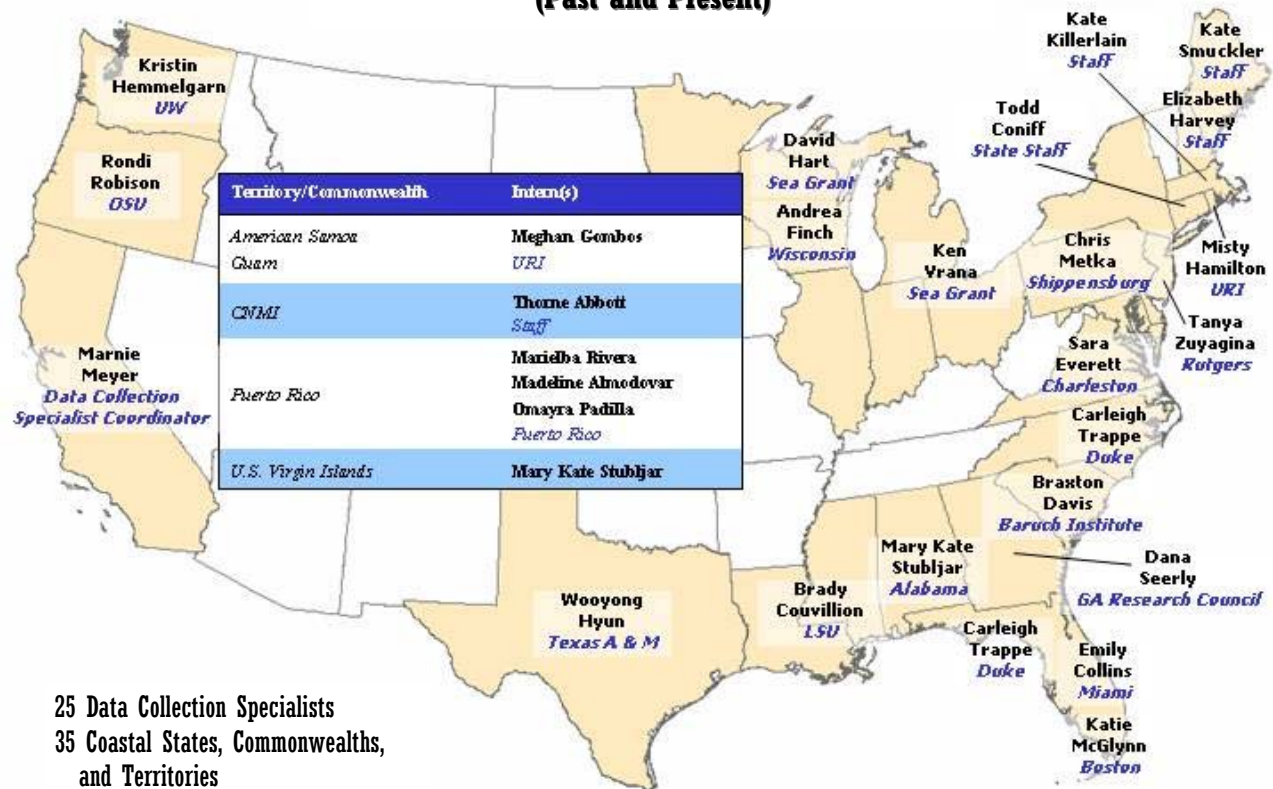 (Past and Present)
Kristin
Hemmelgarn
UW
Rondi
Robison
OSU
Marnie
Meyer
Data Collection
Specialist Coordinator
Territory/Commonwealth Intern(s)
American Samoa Meghan Gombos
Guam URI
CNMI Thorne Abbott
Staff
Puerto Rico Marielba Rivera
Madeline Almodovar
Omayra Padilla
Puerto Rico
U.S. Virgin Islands Mary Kate Stubljar
David
Hart
Sea Grant
Andrea
Finch
Wisconsin
Ken
Vrana
Sea Grant
Todd
Coniff
State Staff
Kate
Killerlain
Staff
Kate
Smuckler
Staff
Elizabeth
Harvey
Staff
Chris
Metka
Shippensburg
Misty
Hamilton
URI
Tanya
Zuyagina
Rutgers
Sara
Everett
Charleston
Carleigh
Trappe
Duke
Braxton
Davis
Baruch Institute
Dana
Seerly
GA Research Council
Mary Kate
Stubljar
Alabama
Brady
Couvillion
LSU
Wooyong
Hyun
Texas A & M
Carleigh
Trappe
Duke
Emily
Collins
Miami
Katie
McGlynn
Boston
25 Data Collection Specialists
35 Coastal States, Commonwealths,
and Territories